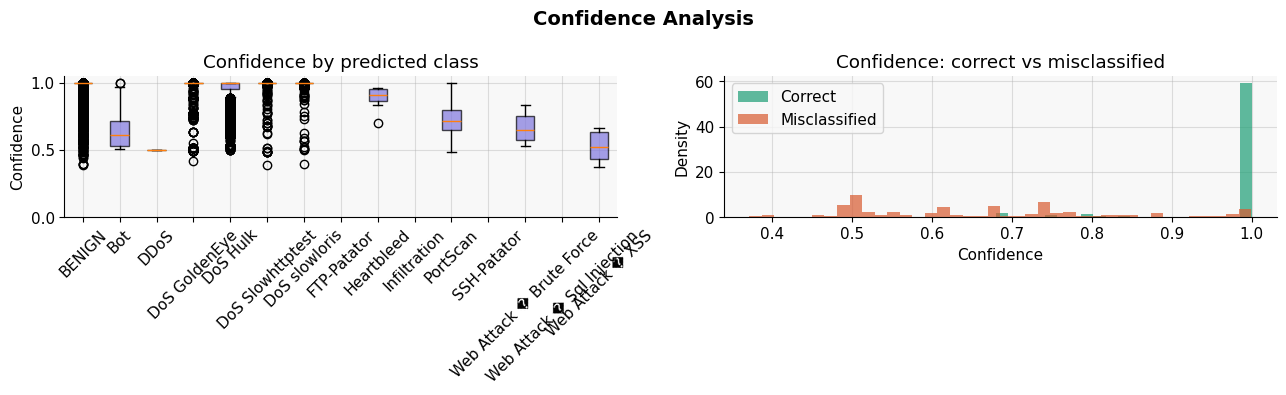 Confidence Analysis
Confidence by predicted class
Confidence
1.0
0.5
0.0
BENIGN
Bot
DDoS
DoS GoldenEye
DoS Hulk
DoS Slowhttptest
DoS slowloris
FTP-Patator
Heartbleed
Infiltration
PortScan
SSH-Patator
Web Attack � Brute Force
Web Attack � Sql Injection
Web Attack � XSS
Confidence: correct vs misclassified
Correct
Misclassified
Density
60
40
20
0
0.4 0.5 0.6 0.7 0.8 0.9 1.0
Confidence